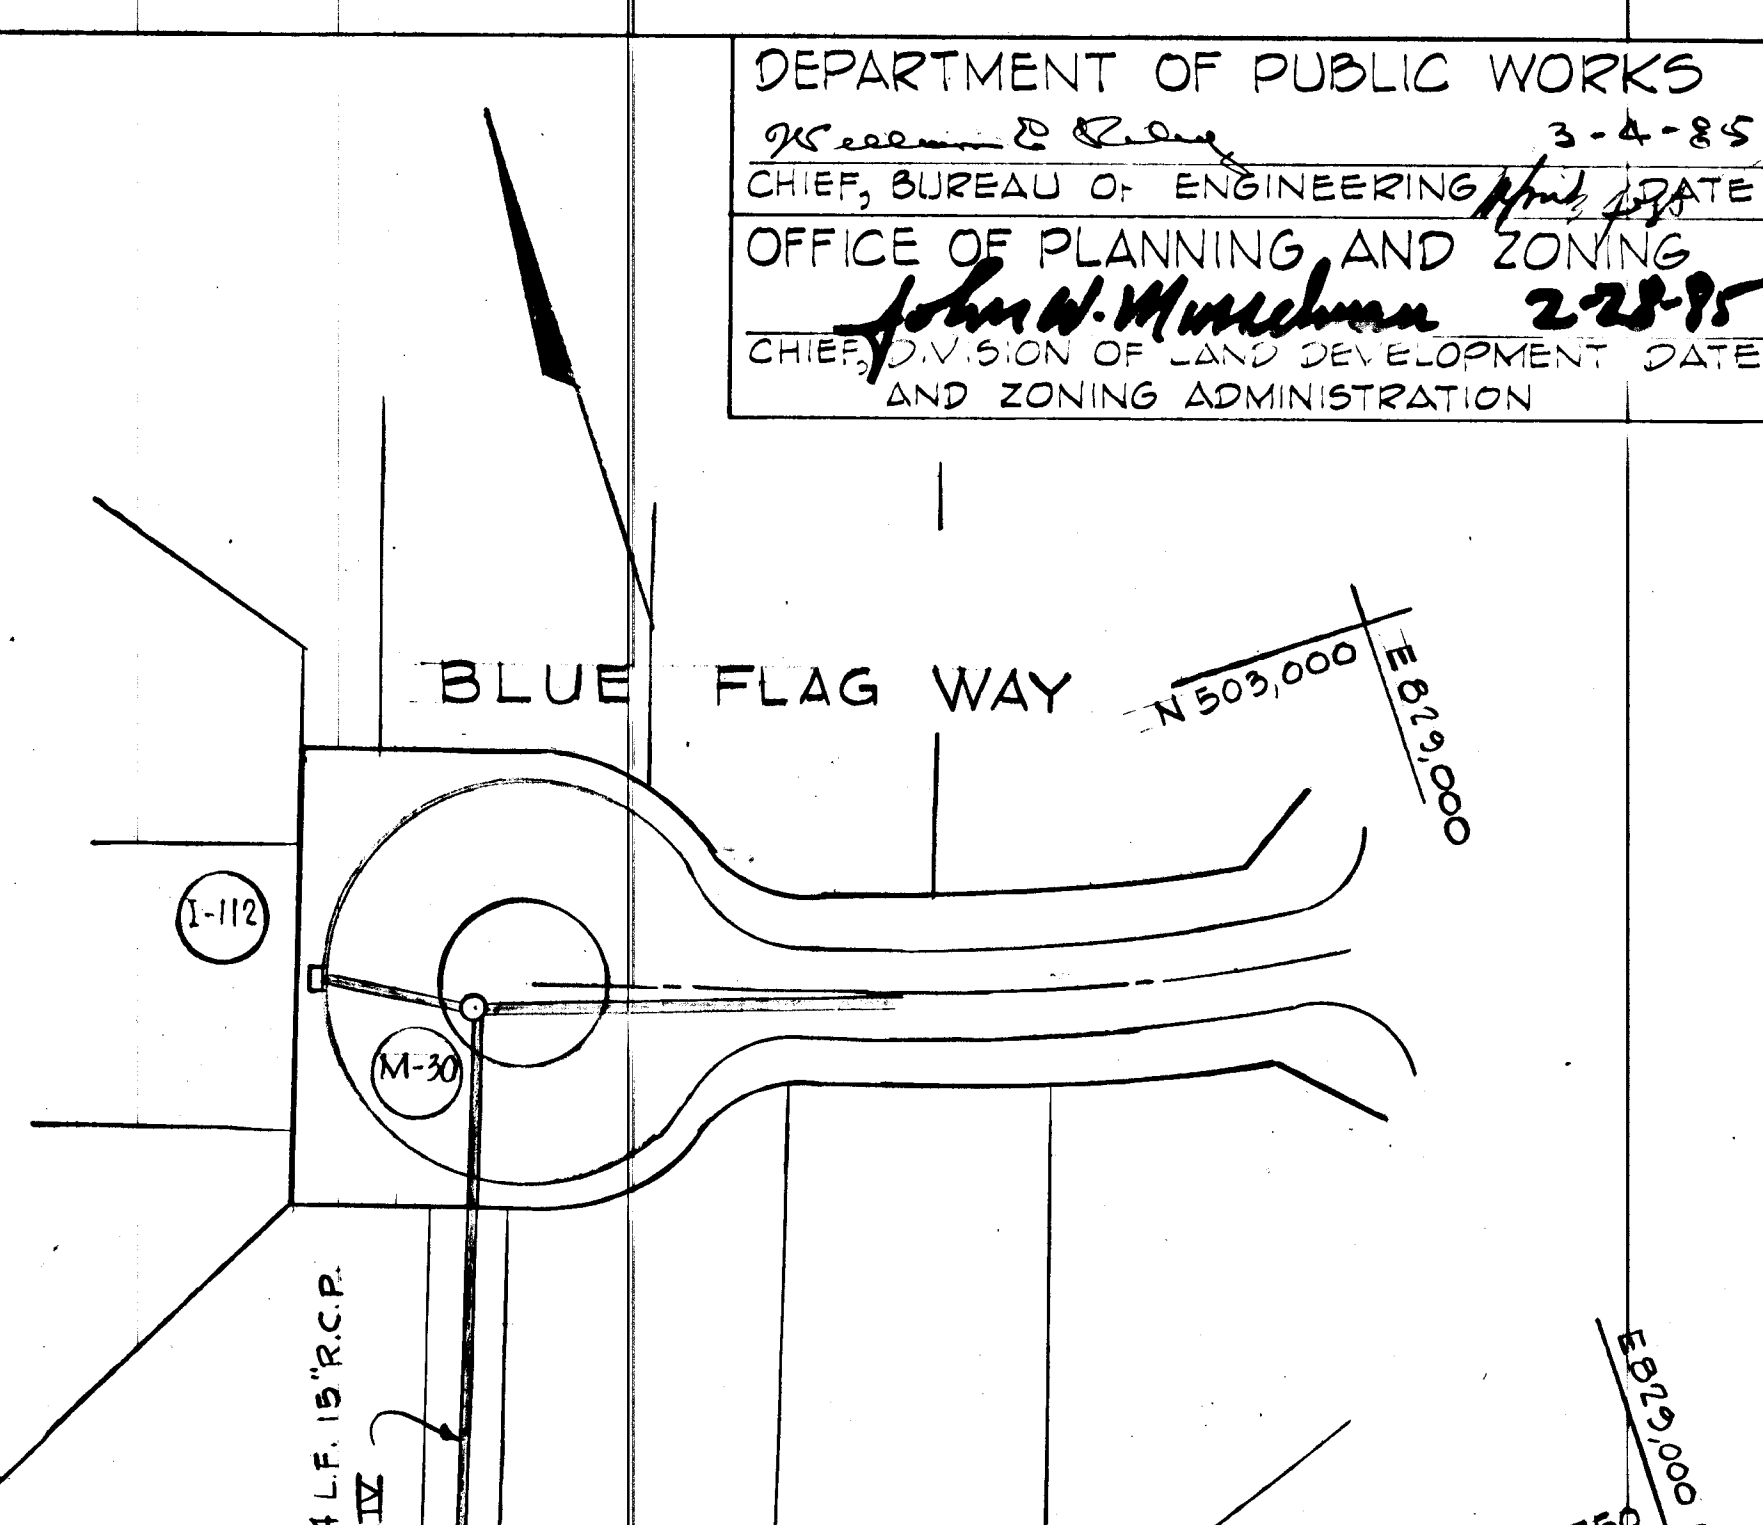 DEPARTMENT OF PUBLIC WORKS
3-4-85
CHIEF, BUREAU OF ENGINEERING DATE
OFFICE OF PLANNING AND ZONING
John W. Musselman 2-28-85
CHIEF, DIVISION OF LAND DEVELOPMENT DATE
AND ZONING ADMINISTRATION
BLUE FLAG WAY
N 503,000
E 829,000
I-112
M-30
L.F. 15" R.C.P.
IV
E 829,000